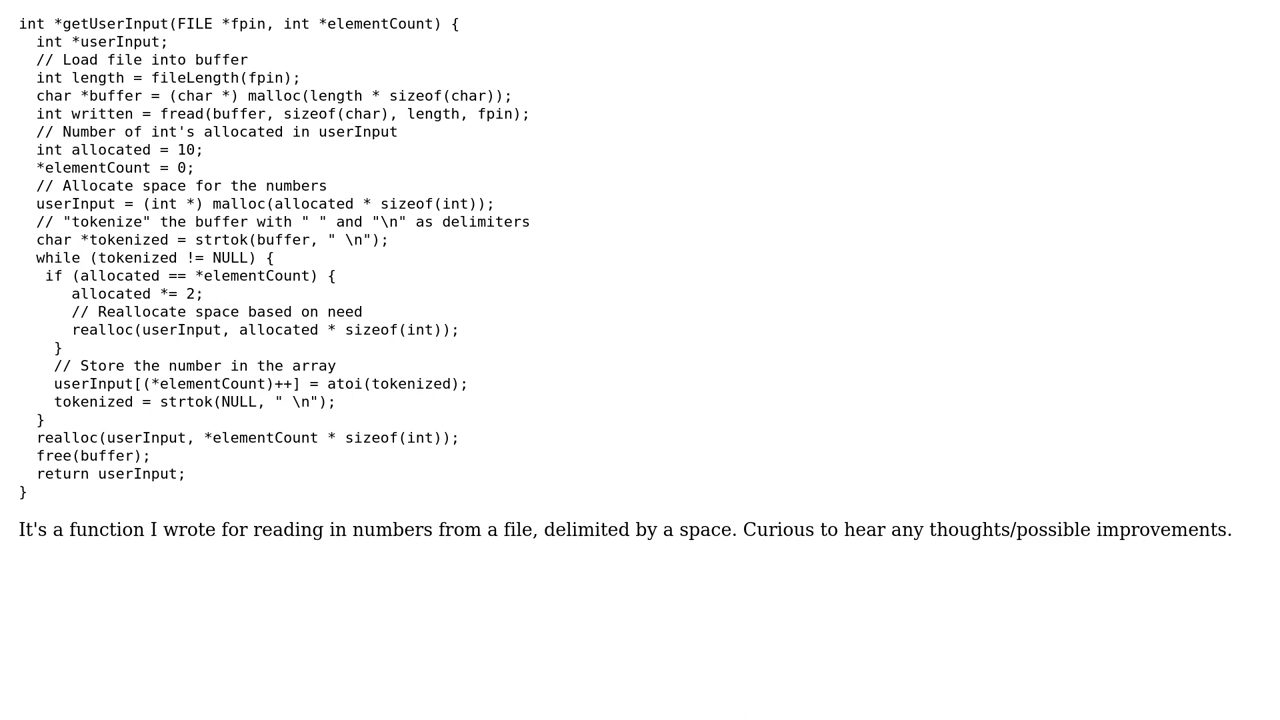 int *getUserInput(FILE *fpin, int *elementCount) {
  int *userInput;
  // Load file into buffer
  int length = fileLength(fpin);
  char *buffer = (char *) malloc(length * sizeof(char));
  int written = fread(buffer, sizeof(char), length, fpin);
  // Number of int's allocated in userInput
  int allocated = 10;
  *elementCount = 0;
  // Allocate space for the numbers
  userInput = (int *) malloc(allocated * sizeof(int));
  // "tokenize" the buffer with " " and "\n" as delimiters
  char *tokenized = strtok(buffer, " \n");
  while (tokenized != NULL) {
   if (allocated == *elementCount) {
      allocated *= 2;
      // Reallocate space based on need
      realloc(userInput, allocated * sizeof(int));
    }
    // Store the number in the array
    userInput[(*elementCount)++] = atoi(tokenized);
    tokenized = strtok(NULL, " \n");
  }
  realloc(userInput, *elementCount * sizeof(int));
  free(buffer);
  return userInput;
}
It's a function I wrote for reading in numbers from a file, delimited by a space. Curious to hear any thoughts/possible improvements.